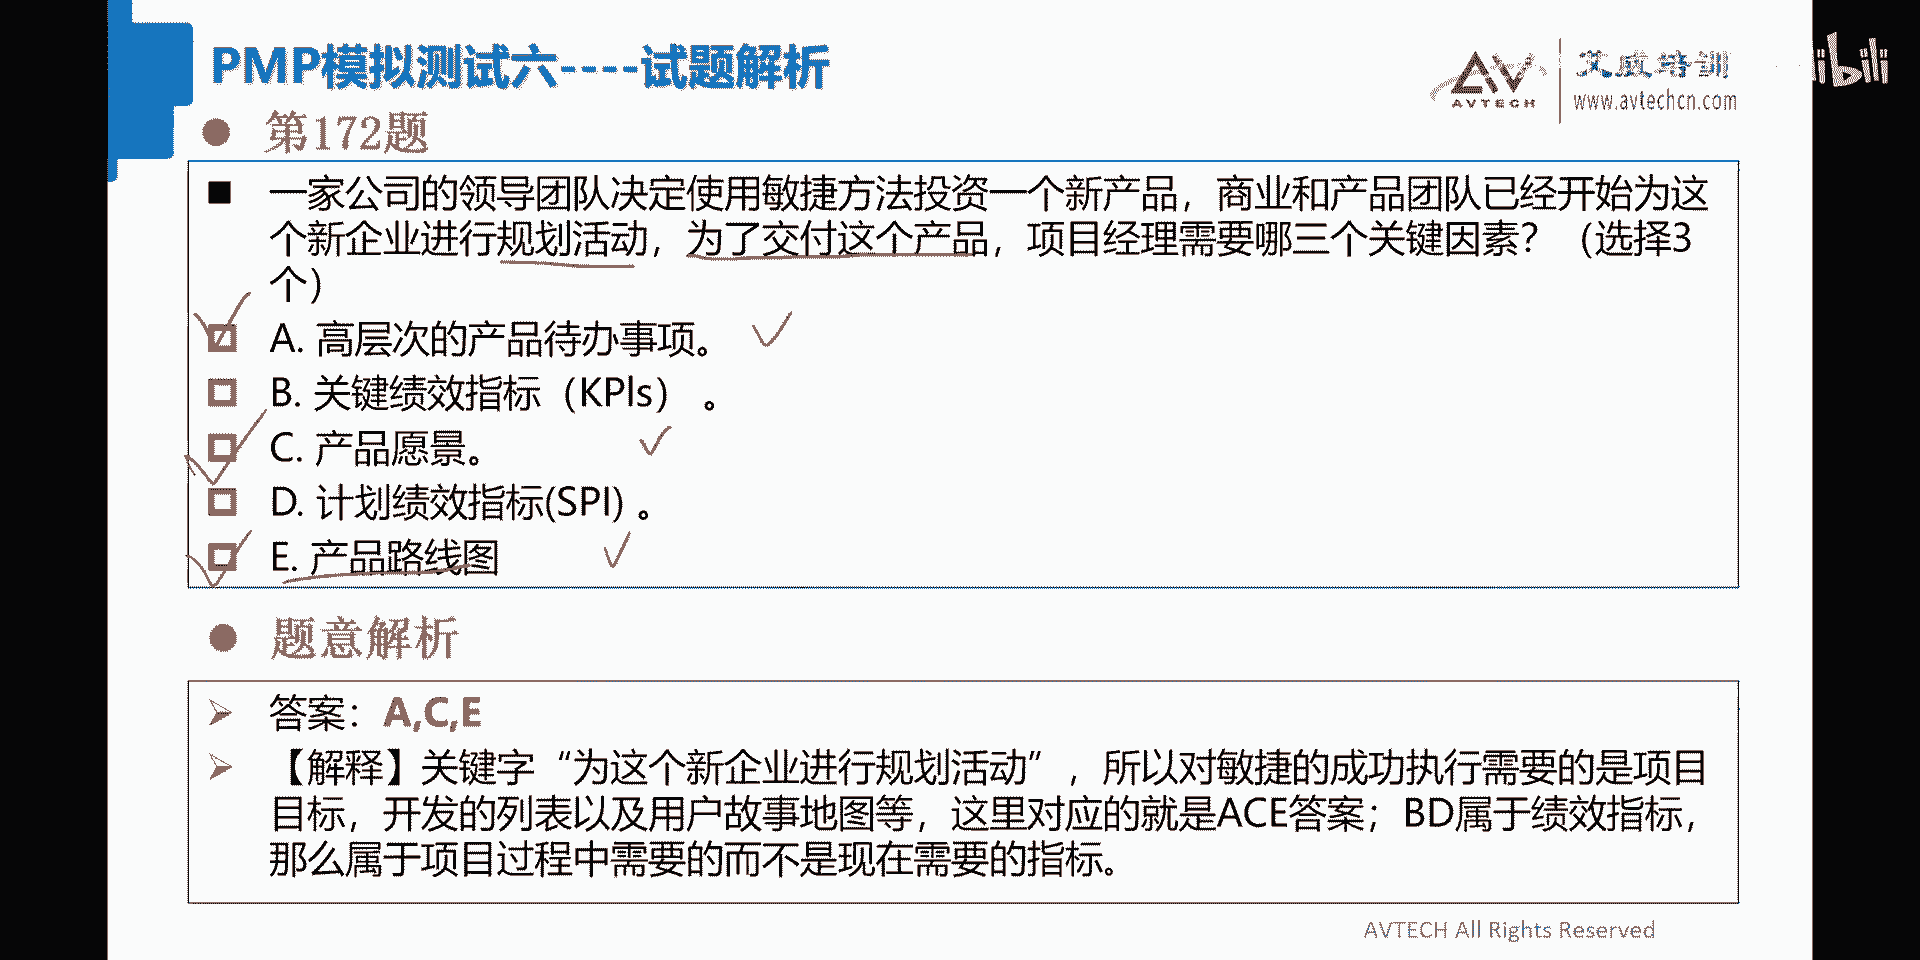 PMP模拟测试六----试题解析
AVTECH
艾威培训
www.avtechcn.com
第172题
一家公司的领导团队决定使用敏捷方法投资一个新产品，商业和产品团队已经开始为这
个新企业进行规划活动，为了交付这个产品，项目经理需要哪三个关键因素？（选择3
个）
A. 高层次的产品待办事项。
B. 关键绩效指标（KPIs） 。
C. 产品愿景。
D. 计划绩效指标(SPI) 。
E. 产品路线图
题意解析
答案：A,C,E
【解释】关键字“为这个新企业进行规划活动”，所以对敏捷的成功执行需要的是项目
目标，开发的列表以及用户故事地图等，这里对应的就是ACE答案；BD属于绩效指标，
那么属于项目过程中需要的而不是现在需要的指标。
AVTECH All Rights Reserved